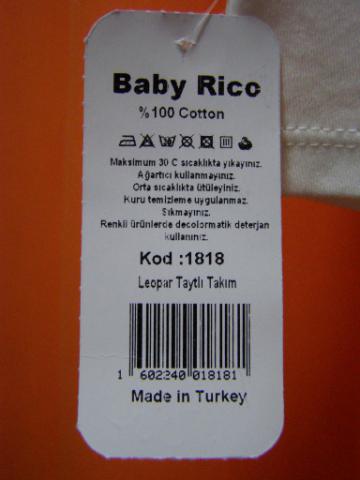 Baby Rico
%100 Cotton
Maksimum 30 C sıcaklıkta yıkayınız.
Ağartıcı kullanmayınız.
Orta sıcaklıkta ütüleyiniz.
Kuru temizleme uygulanmaz.
Sıkmayınız.
Renkli ürünlerde decolormatik deterjan
kullanınız.
Kod :1818
Leopar Taytlı Takım
1 602240 018181
Made in Turkey